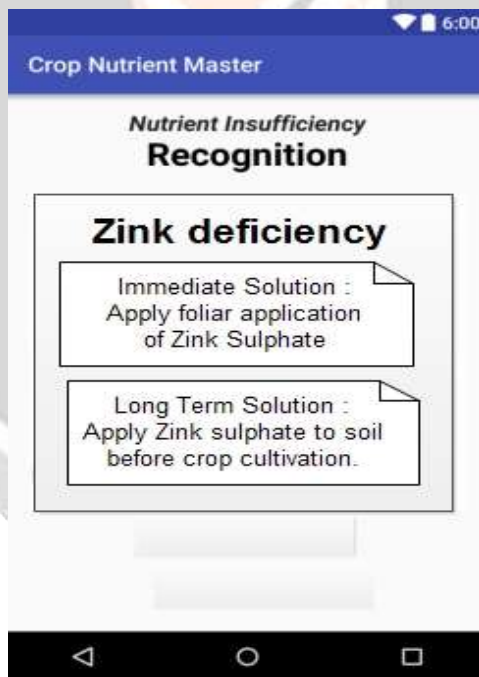 6:00
Crop Nutrient Master
Nutrient Insufficiency
Recognition
Zink deficiency
Immediate Solution :
Apply foliar application
of Zink Sulphate
Long Term Solution :
Apply Zink sulphate to soil
before crop cultivation.